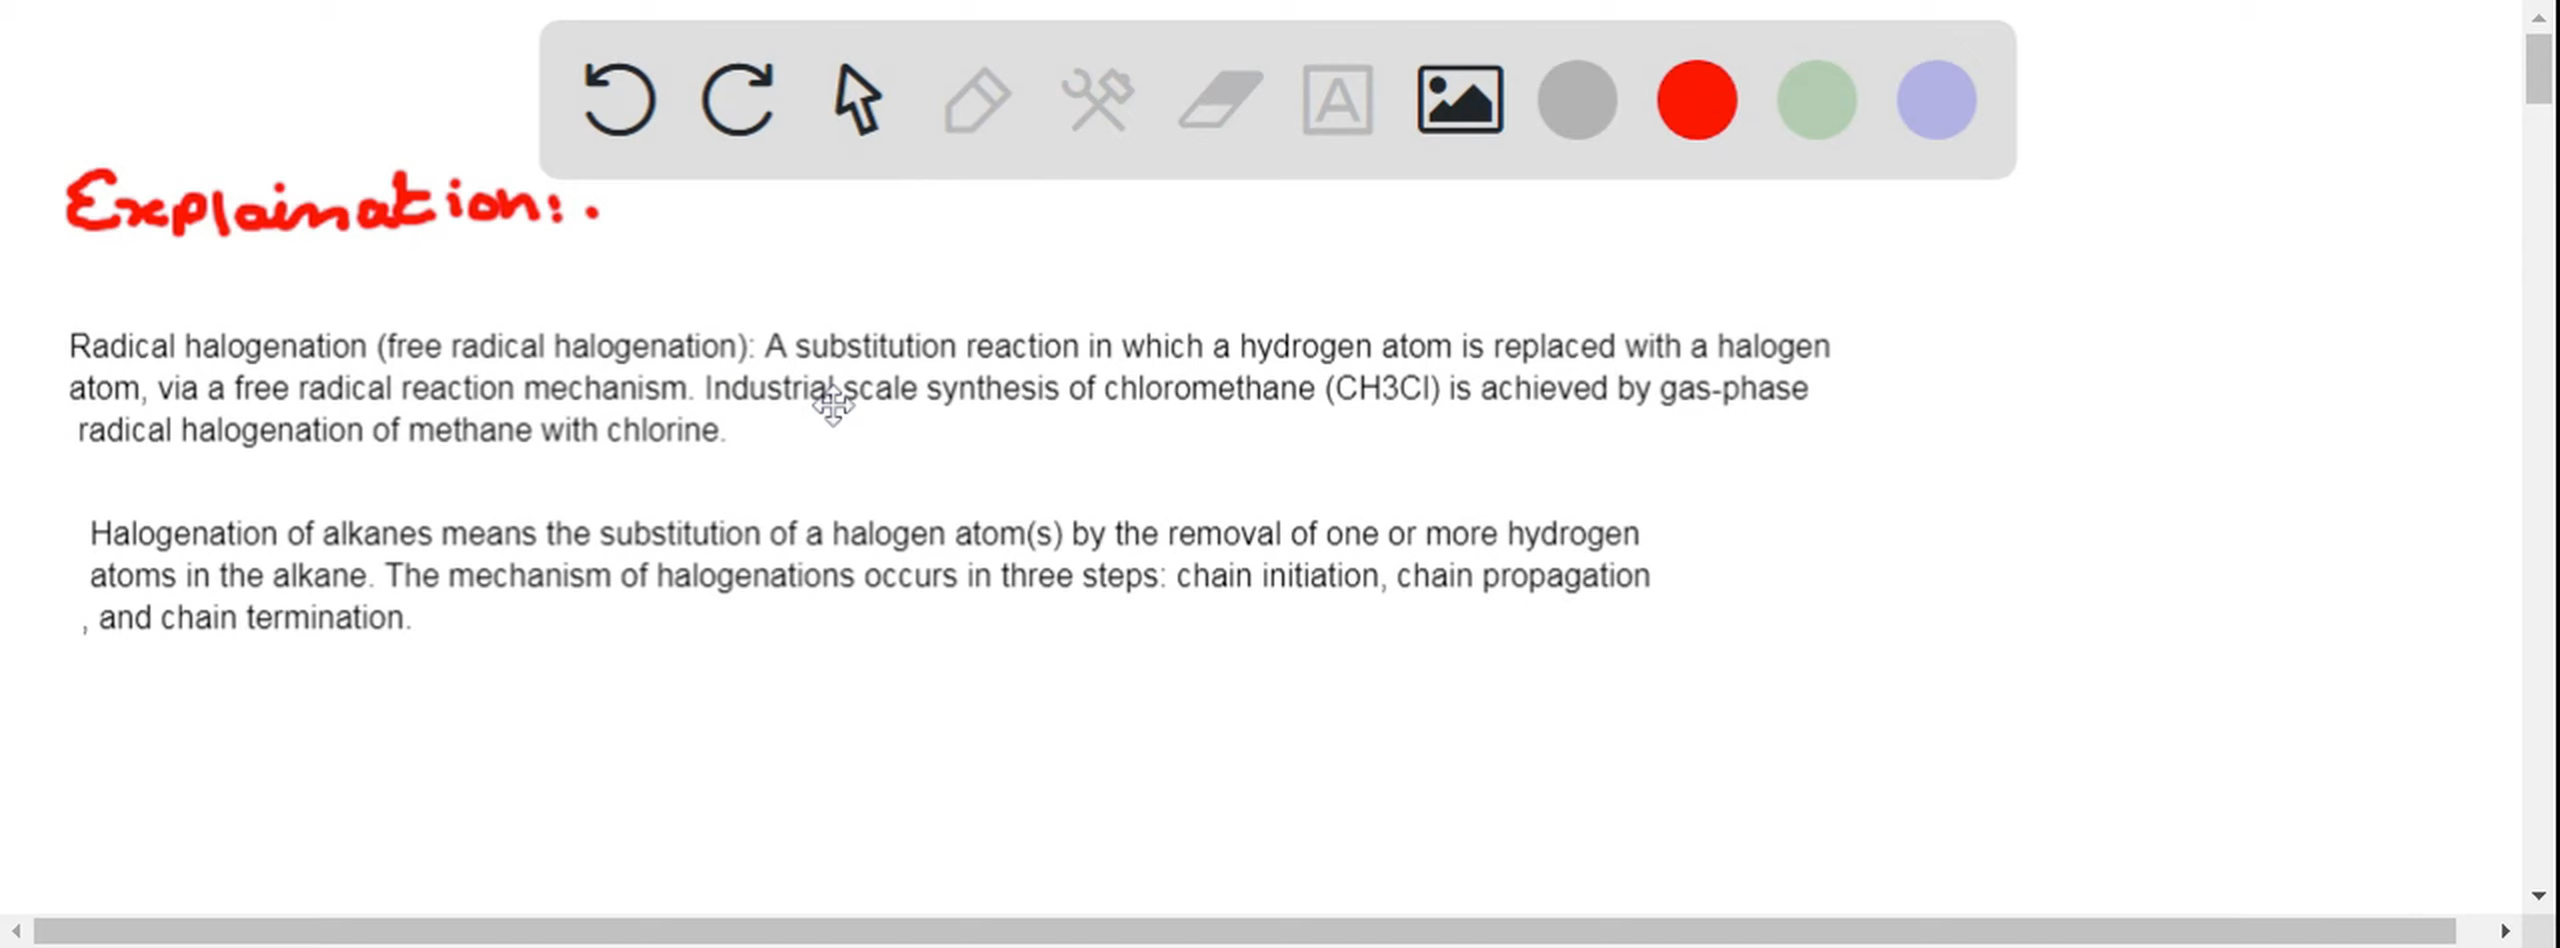 A
Explaination:.
Radical halogenation (free radical halogenation): A substitution reaction in which a hydrogen atom is replaced with a halogen
atom, via a free radical reaction mechanism. Industrial scale synthesis of chloromethane (CH3Cl) is achieved by gas-phase
radical halogenation of methane with chlorine.
Halogenation of alkanes means the substitution of a halogen atom(s) by the removal of one or more hydrogen
atoms in the alkane. The mechanism of halogenations occurs in three steps: chain initiation, chain propagation
, and chain termination.